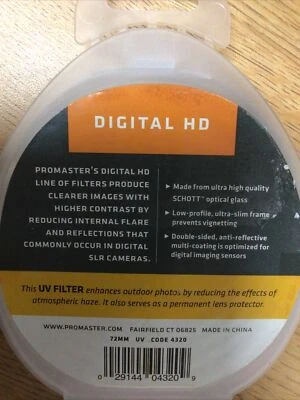 DIGITAL HD
PROMASTER'S DIGITAL HD
LINE OF FILTERS PRODUCE
CLEARER IMAGES WITH
HIGHER CONTRAST BY
REDUCING INTERNAL FLARE
AND REFLECTIONS THAT
COMMONLY OCCUR IN DIGITAL
SLR CAMERAS.
▸ Made from ultra high quality
SCHOTT™ optical glass
▸ Low-profile, ultra-slim frame
prevents vignetting
▸ Double-sided, anti-reflective
multi-coating is optimized for
digital imaging sensors
This UV FILTER enhances outdoor photos by reducing the effects of
atmospheric haze. It also serves as a permanent lens protector.
WWW.PROMASTER.COM FAIRFIELD CT 06825 MADE IN CHINA
72MM UV CODE 4320
0 29144 04320 9